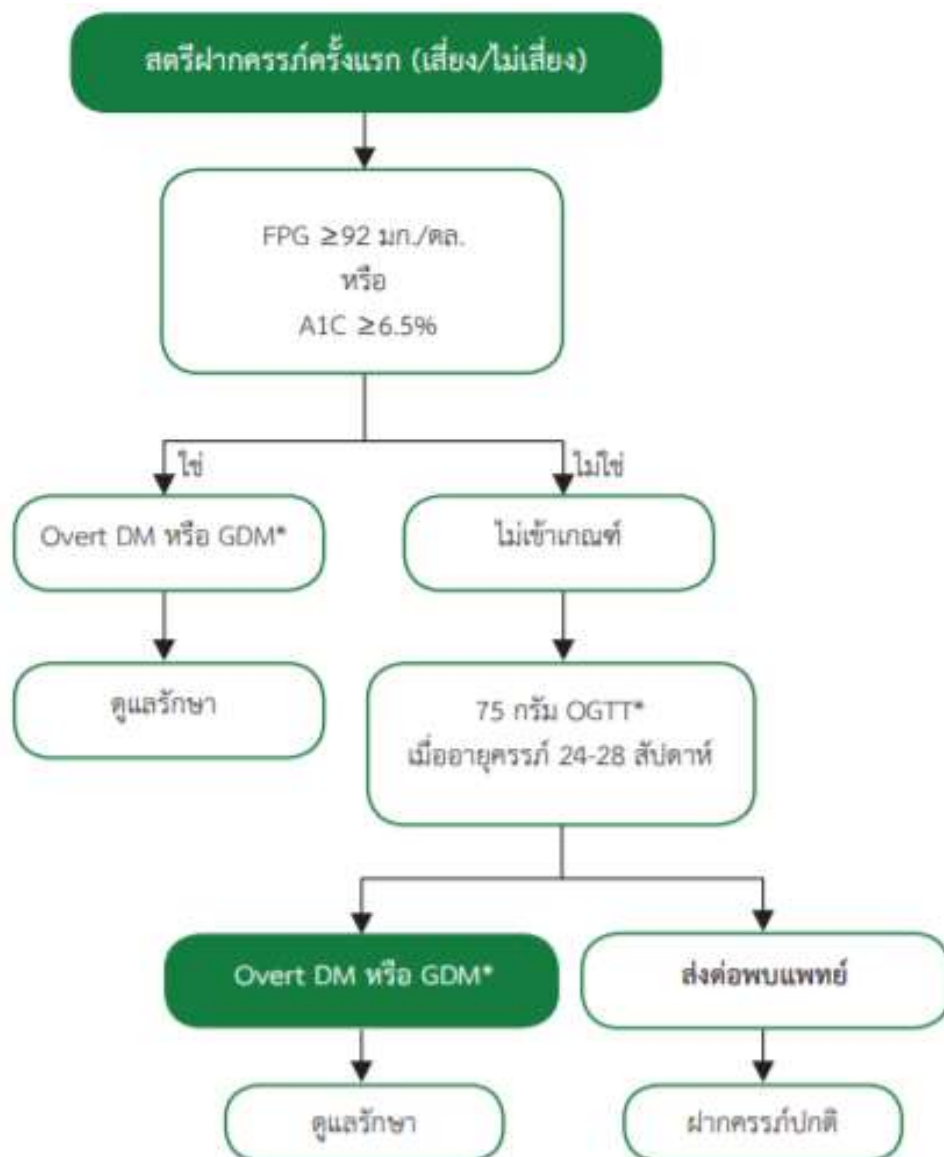 สตรีฝากครรภ์ครั้งแรก (เสี่ยง/ไม่เสี่ยง)
FPG ≥92 มก./ดล.
หรือ
A1C ≥6.5%
ใช่
ไม่ใช่
Overt DM หรือ GDM*
ไม่เข้าเกณฑ์
ดูแลรักษา
75 กรัม OGTT*
เมื่ออายุครรภ์ 24-28 สัปดาห์
Overt DM หรือ GDM*
ส่งต่อพบแพทย์
ดูแลรักษา
ฝากครรภ์ปกติ